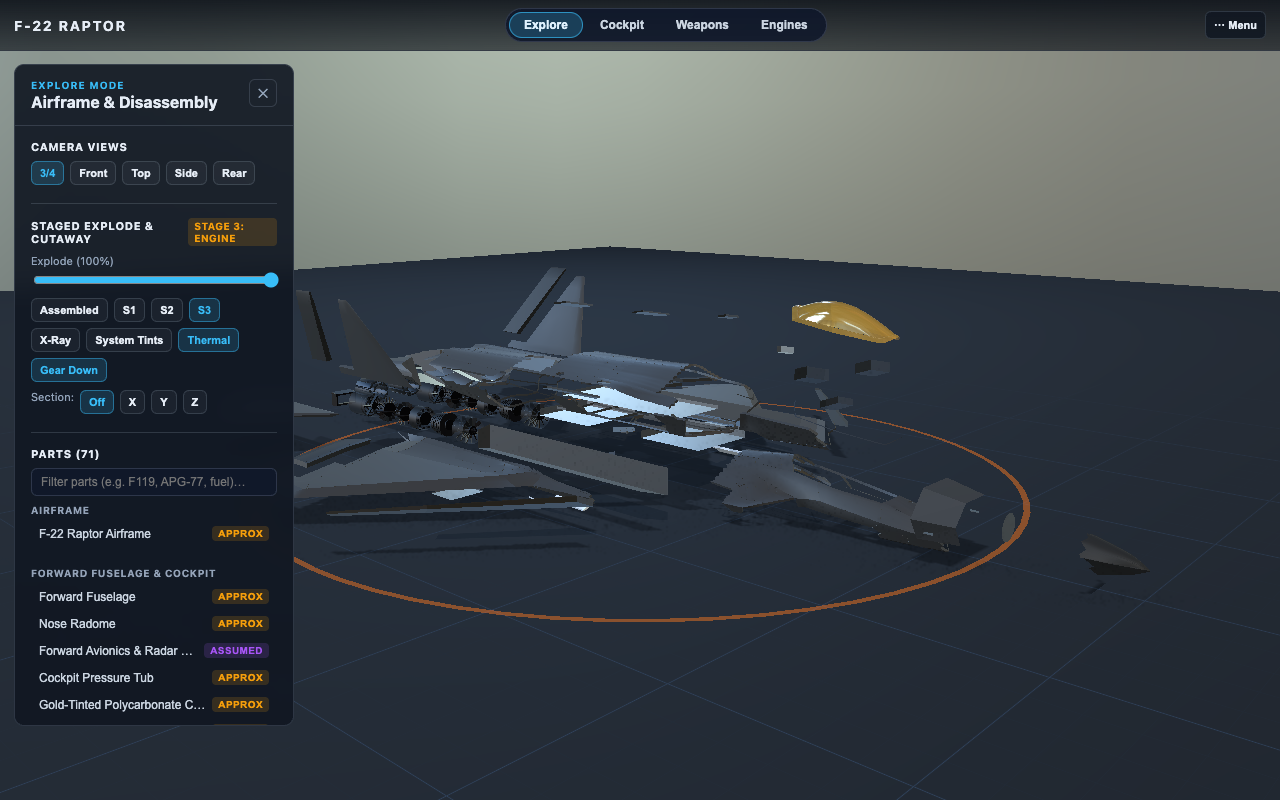 F-22 RAPTOR
Explore
Cockpit
Weapons
Engines
··· Menu
EXPLORE MODE
Airframe & Disassembly
CAMERA VIEWS
3/4
Front
Top
Side
Rear
STAGED EXPLODE &
CUTAWAY
STAGE 3:
ENGINE
Explode (100%)
Assembled
S1
S2
S3
X-Ray
System Tints
Thermal
Gear Down
Section:
Off
X
Y
Z
PARTS (71)
Filter parts (e.g. F119, APG-77, fuel)…
AIRFRAME
F-22 Raptor Airframe
APPROX
FORWARD FUSELAGE & COCKPIT
Forward Fuselage
APPROX
Nose Radome
APPROX
Forward Avionics & Radar …
ASSUMED
Cockpit Pressure Tub
APPROX
Gold-Tinted Polycarbonate C…
APPROX